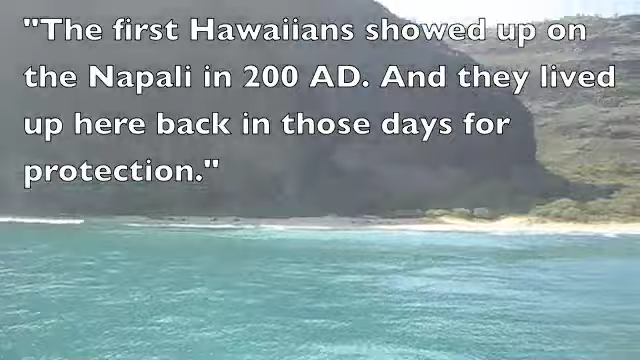 "The first Hawaiians showed up on
the Napali in 200 AD. And they lived
up here back in those days for
protection."